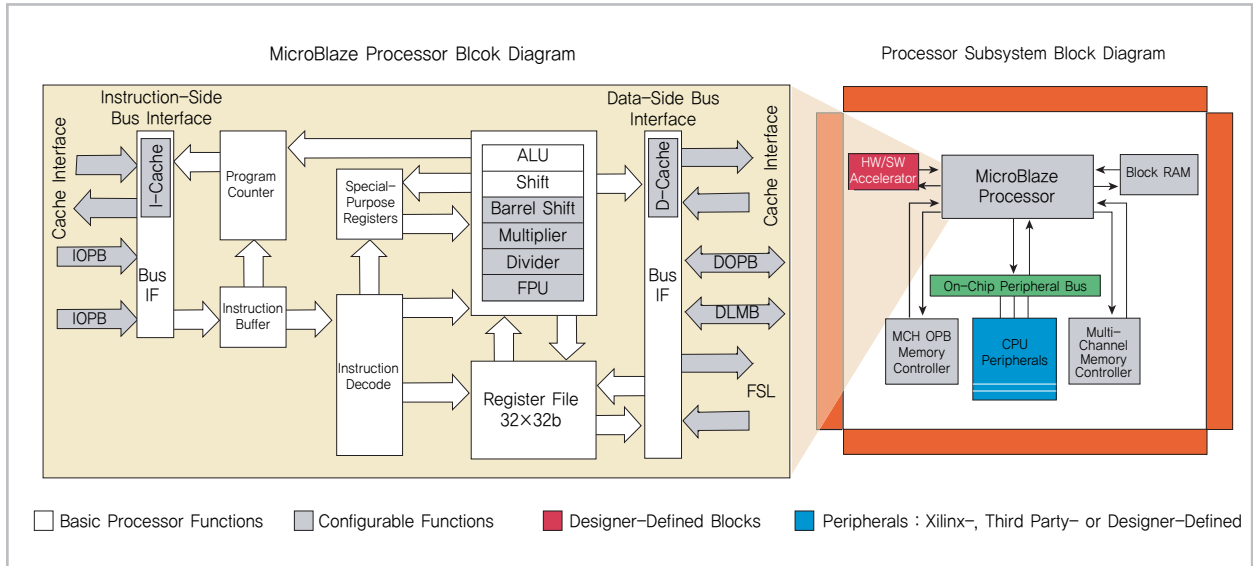 MicroBlaze Processor Blcok Diagram
Processor Subsystem Block Diagram
Instruction-Side
Bus Interface
Data-Side Bus
Interface
Cache Interface
I-Cache
Bus
IF
IOPB
IOPB
Program
Counter
Instruction
Buffer
Special-
Purpose
Registers
Instruction
Decode
ALU
Shift
Barrel Shift
Multiplier
Divider
FPU
Register File
32×32b
D-Cache
Bus
IF
Cache Interface
DOPB
DLMB
FSL
HW/SW
Accelerator
MicroBlaze
Processor
Block RAM
On-Chip Peripheral Bus
MCH OPB
Memory
Controller
CPU
Peripherals
Multi-
Channel
Memory
Controller
Basic Processor Functions
Configurable Functions
Designer-Defined Blocks
Peripherals : Xilinx-, Third Party- or Designer-Defined